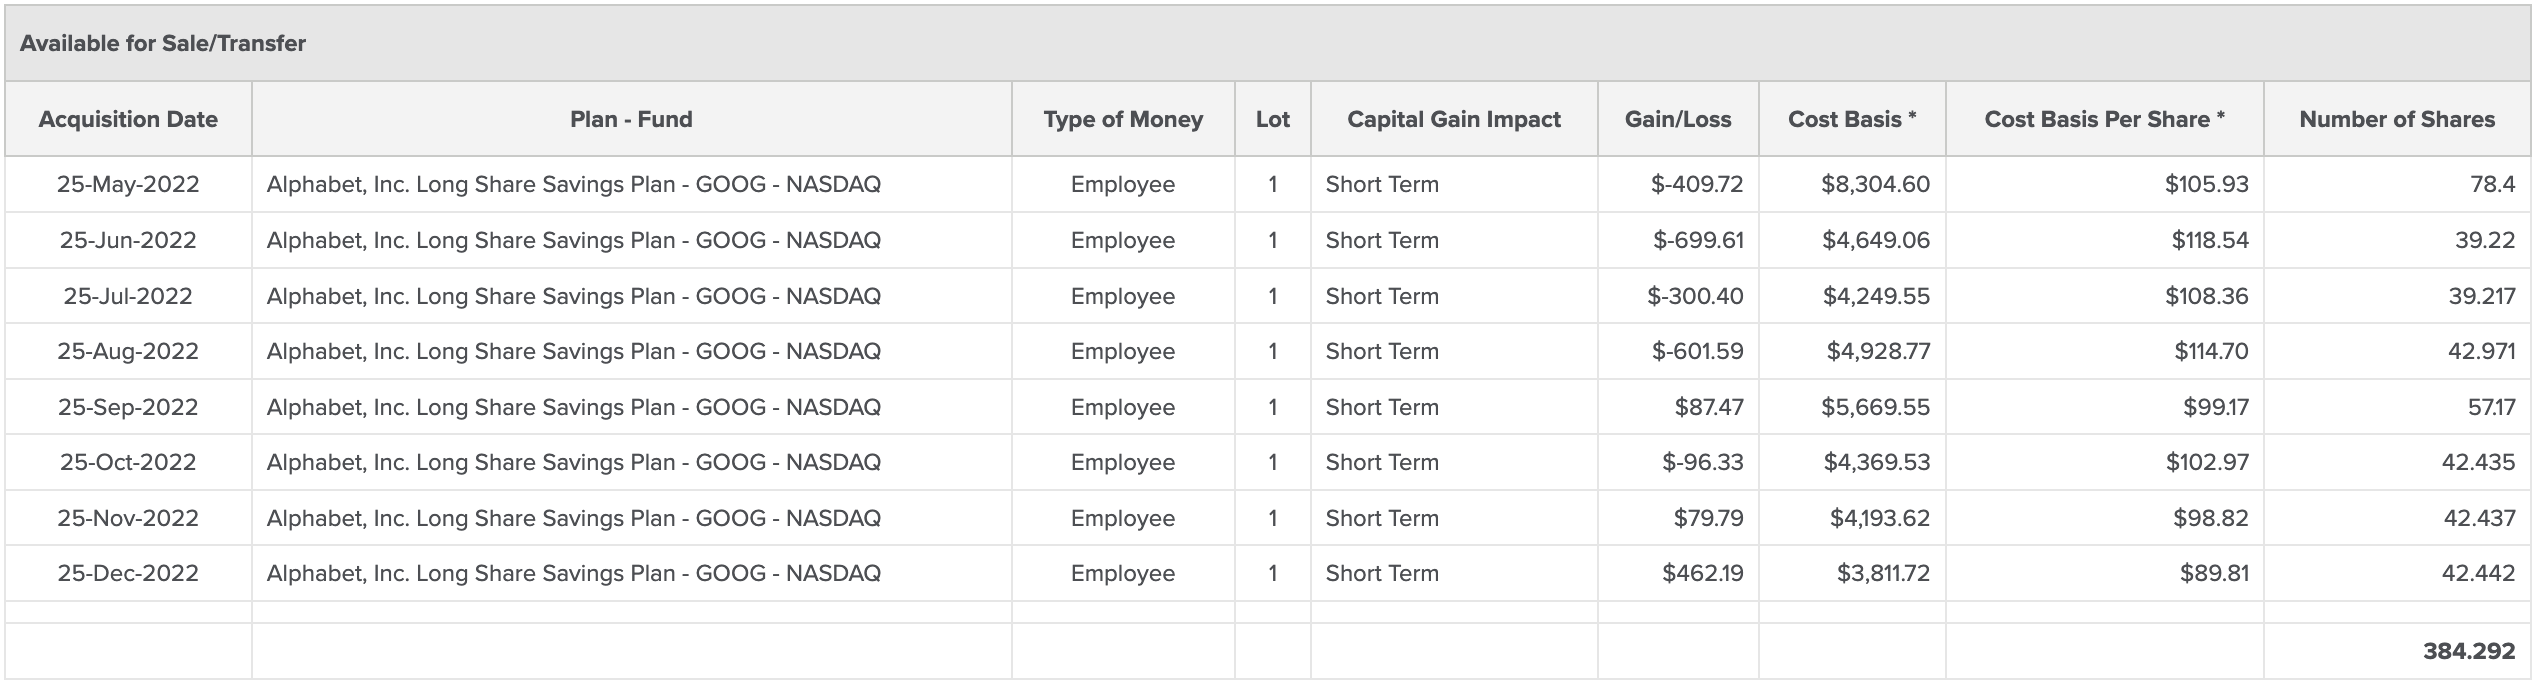 Available for Sale/Transfer
Acquisition Date Plan - Fund Type of Money Lot Capital Gain Impact Gain/Loss Cost Basis * Cost Basis Per Share * Number of Shares
25-May-2022 Alphabet, Inc. Long Share Savings Plan - GOOG - NASDAQ Employee 1 Short Term $-409.72 $8,304.60 $105.93 78.4
25-Jun-2022 Alphabet, Inc. Long Share Savings Plan - GOOG - NASDAQ Employee 1 Short Term $-699.61 $4,649.06 $118.54 39.22
25-Jul-2022 Alphabet, Inc. Long Share Savings Plan - GOOG - NASDAQ Employee 1 Short Term $-300.40 $4,249.55 $108.36 39.217
25-Aug-2022 Alphabet, Inc. Long Share Savings Plan - GOOG - NASDAQ Employee 1 Short Term $-601.59 $4,928.77 $114.70 42.971
25-Sep-2022 Alphabet, Inc. Long Share Savings Plan - GOOG - NASDAQ Employee 1 Short Term $87.47 $5,669.55 $99.17 57.17
25-Oct-2022 Alphabet, Inc. Long Share Savings Plan - GOOG - NASDAQ Employee 1 Short Term $-96.33 $4,369.53 $102.97 42.435
25-Nov-2022 Alphabet, Inc. Long Share Savings Plan - GOOG - NASDAQ Employee 1 Short Term $79.79 $4,193.62 $98.82 42.437
25-Dec-2022 Alphabet, Inc. Long Share Savings Plan - GOOG - NASDAQ Employee 1 Short Term $462.19 $3,811.72 $89.81 42.442
384.292